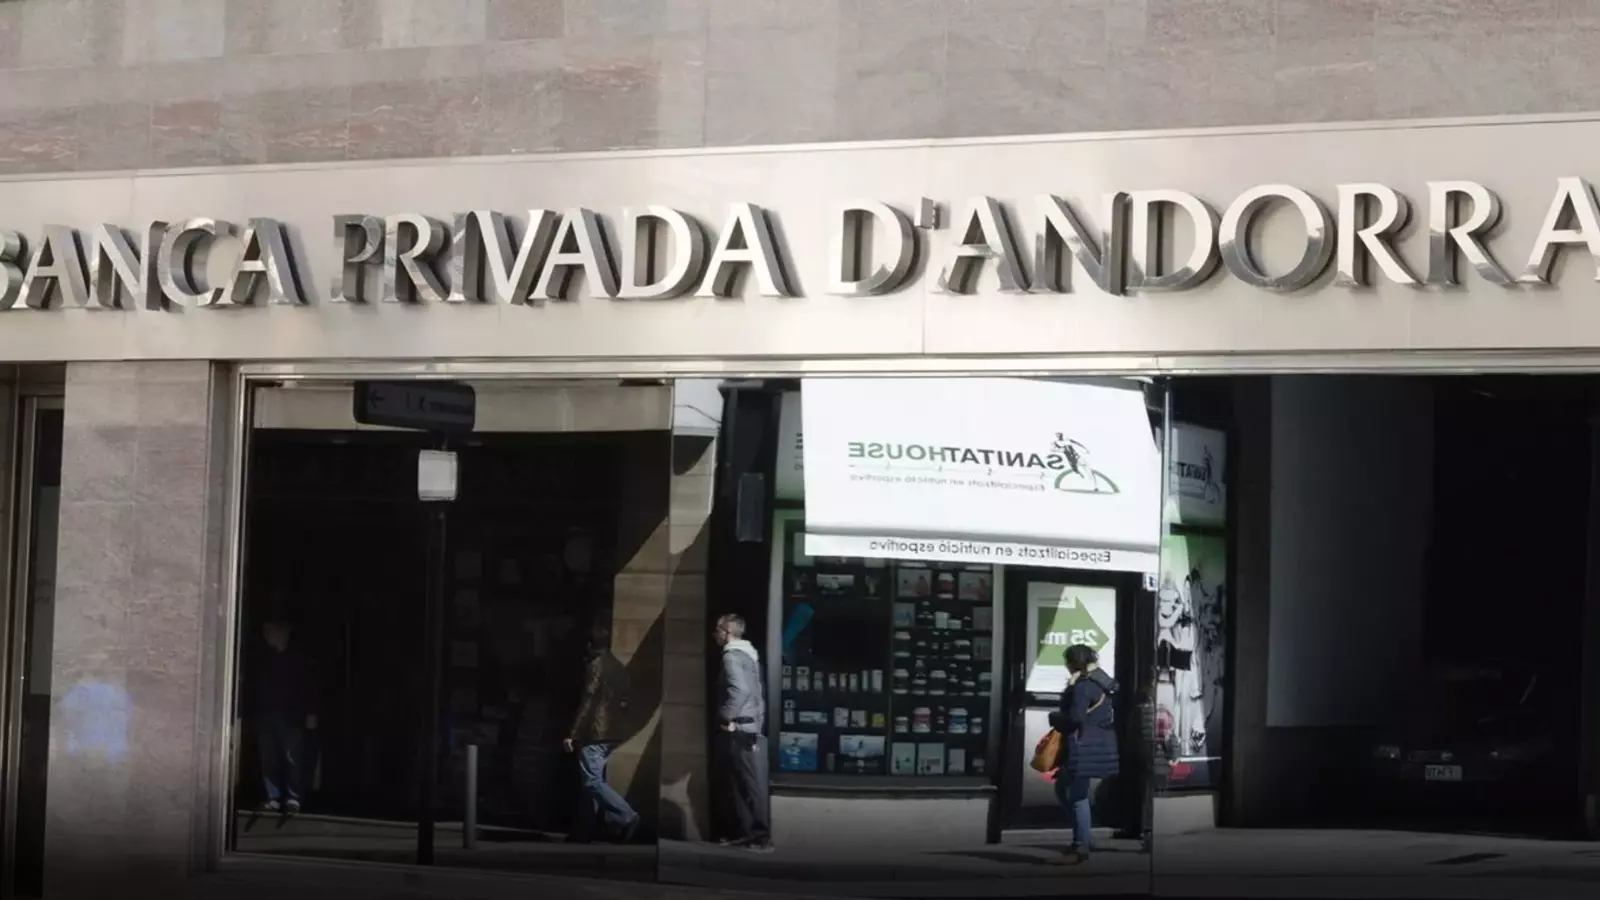 BANCA PRIVADA D'ANDORRA
SANITATHOUSE
Especialitzats en nutrició esportiva
Especialitzats en nutrició esportiva
25 m.